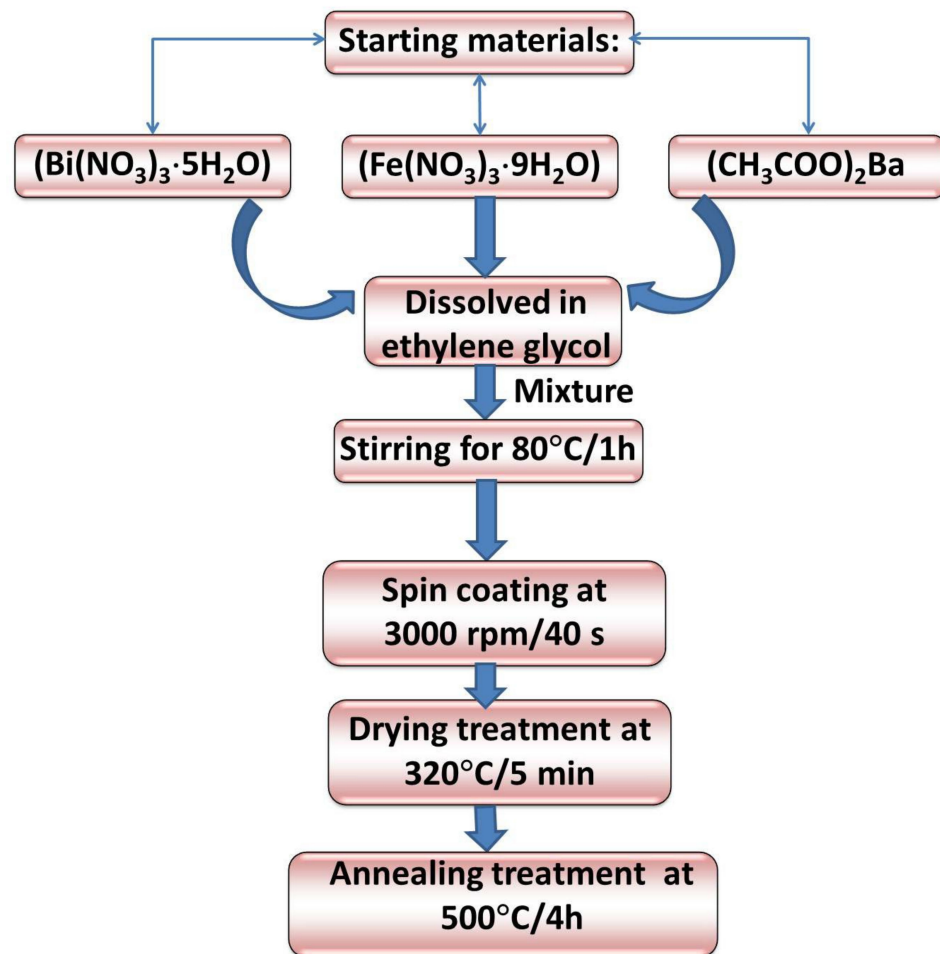 Starting materials:
(Bi(NO₃)₃·5H₂O)
(Fe(NO₃)₃·9H₂O)
(CH₃COO)₂Ba
Dissolved in
ethylene glycol
Mixture
Stirring for 80°C/1h
Spin coating at
3000 rpm/40 s
Drying treatment at
320°C/5 min
Annealing treatment at
500°C/4h